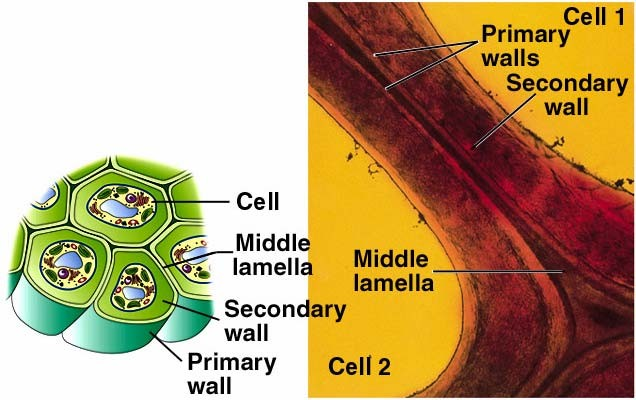 Cell 1
Primary
walls
Secondary
wall
Cell
Middle
lamella
Secondary
wall
Primary
wall
Middle
lamella
Cell 2